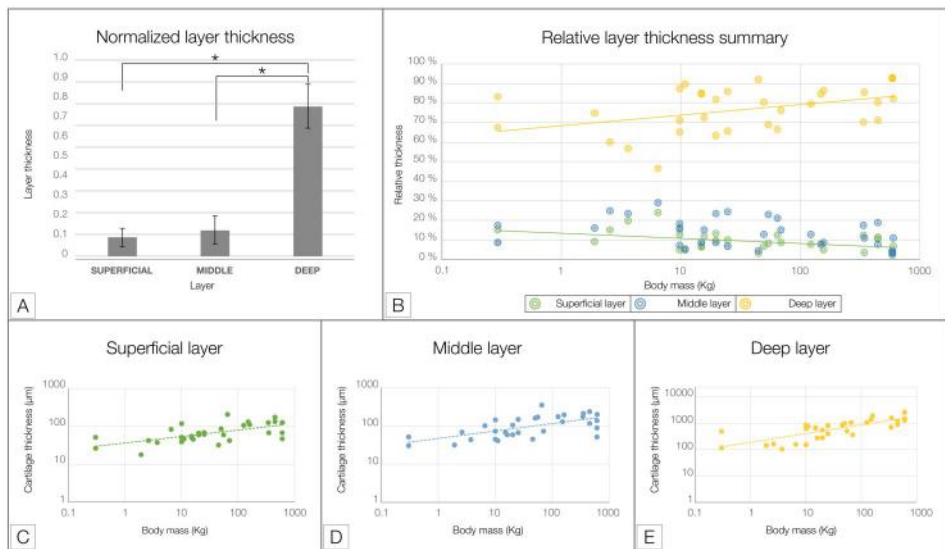 Normalized layer thickness
Layer thickness
1.0
0.9
0.8
0.7
0.6
0.5
0.4
0.3
0.2
0.1
0
*
*
SUPERFICIAL MIDDLE DEEP
Layer
A
Relative layer thickness summary
Relative thickness
100 %
90 %
80 %
70 %
60 %
50 %
40 %
30 %
20 %
10 %
0 %
0.1 1 10 100 1000
Body mass (Kg)
Superficial layer Middle layer Deep layer
B
Superficial layer
Cartilage thickness (µm)
1000
100
10
1
0.1 1 10 100 1000
Body mass (Kg)
C
Middle layer
Cartilage thickness (µm)
1000
100
10
1
0.1 1 10 100 1000
Body mass (Kg)
D
Deep layer
Cartilage thickness (µm)
10000
1000
100
10
1
0.1 1 10 100 1000
Body mass (Kg)
E